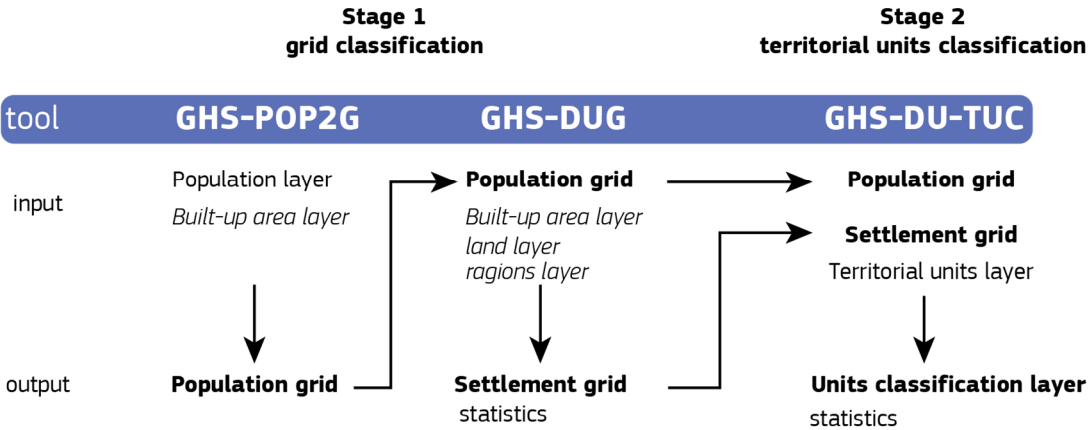 Stage 1
grid classification
Stage 2
territorial units classification
tool GHS-POP2G GHS-DUG GHS-DU-TUC
input
Population layer
Built-up area layer
Population grid
Built-up area layer
land layer
ragions layer
Population grid
Settlement grid
Territorial units layer
output
Population grid
Settlement grid
statistics
Units classification layer
statistics